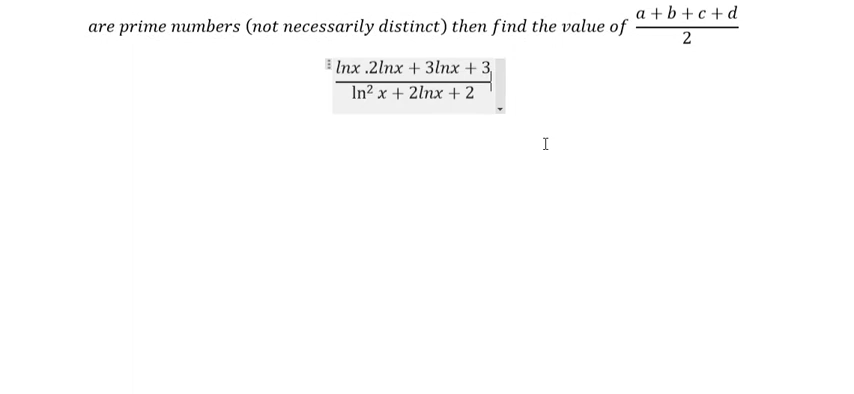 are prime numbers (not necessarily distinct) then find the value of (a + b + c + d)/2
(lnx .2lnx + 3lnx + 3)/(ln² x + 2lnx + 2)